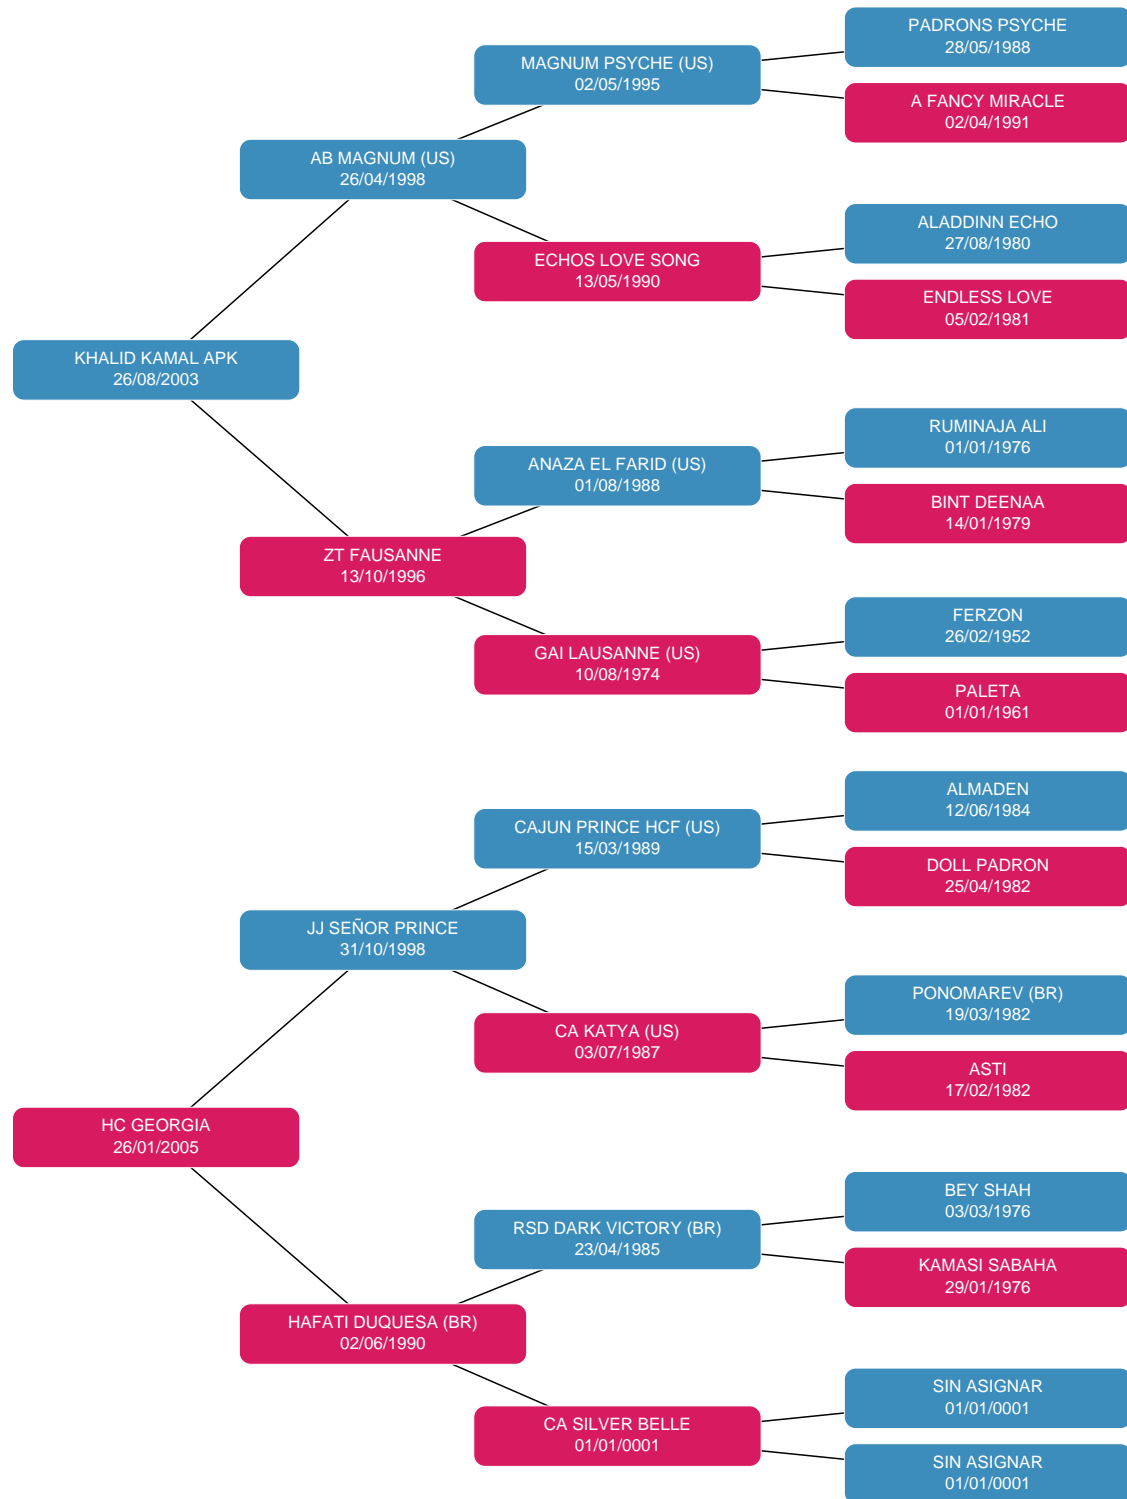 PADRONS PSYCHE
28/05/1988
MAGNUM PSYCHE (US)
02/05/1995
A FANCY MIRACLE
02/04/1991
AB MAGNUM (US)
26/04/1998
ALADDINN ECHO
27/08/1980
ECHOS LOVE SONG
13/05/1990
ENDLESS LOVE
05/02/1981
KHALID KAMAL APK
26/08/2003
RUMINAJA ALI
01/01/1976
ANAZA EL FARID (US)
01/08/1988
BINT DEENAA
14/01/1979
ZT FAUSANNE
13/10/1996
FERZON
26/02/1952
GAI LAUSANNE (US)
10/08/1974
PALETA
01/01/1961
ALMADEN
12/06/1984
CAJUN PRINCE HCF (US)
15/03/1989
DOLL PADRON
25/04/1982
JJ SEÑOR PRINCE
31/10/1998
PONOMAREV (BR)
19/03/1982
CA KATYA (US)
03/07/1987
ASTI
17/02/1982
HC GEORGIA
26/01/2005
BEY SHAH
03/03/1976
RSD DARK VICTORY (BR)
23/04/1985
KAMASI SABAHA
29/01/1976
HAFATI DUQUESA (BR)
02/06/1990
SIN ASIGNAR
01/01/0001
CA SILVER BELLE
01/01/0001
SIN ASIGNAR
01/01/0001